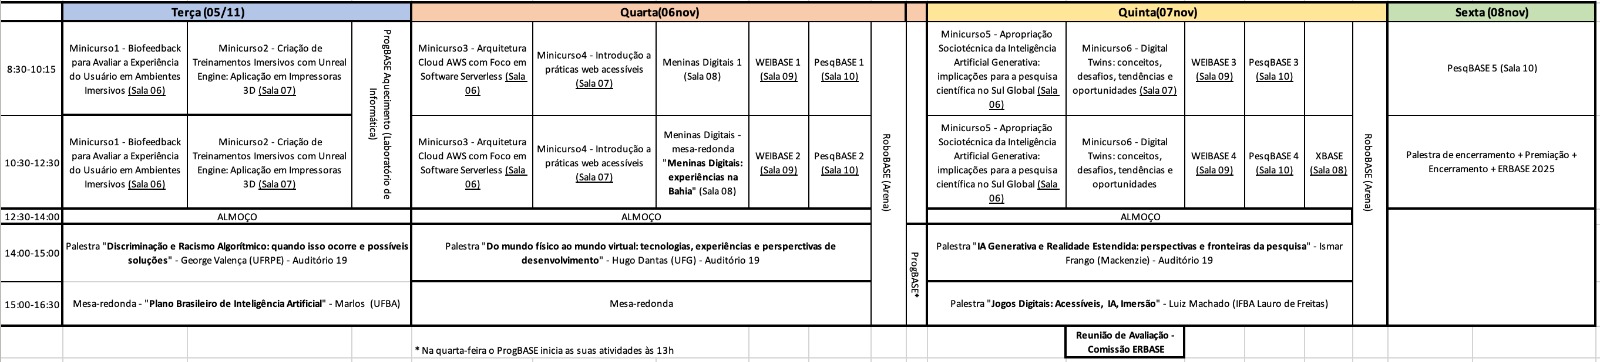 Terça (05/11)
Quarta(06nov)
Quinta(07nov)
Sexta (08nov)
8:30-10:15
Minicurso1 - Biofeedback
para Avaliar a Experiência
do Usuário em Ambientes
Imersivos (Sala 06)
Minicurso2 - Criação de
Treinamentos Imersivos com Unreal
Engine: Aplicação em Impressoras
3D (Sala 07)
ProgBASE Aquecimento (Laboratório de
Informática)
Minicurso3 - Arquitetura
Cloud AWS com Foco em
Software Serverless (Sala
06)
Minicurso4 - Introdução a
práticas web acessíveis
(Sala 07)
Meninas Digitais 1
(Sala 08)
WEIBASE 1
(Sala 09)
PesqBASE 1
(Sala 10)
RoboBASE (Arena)
Minicurso5 - Apropriação
Sociotécnica da Inteligência
Artificial Generativa:
implicações para a pesquisa
científica no Sul Global (Sala
06)
Minicurso6 - Digital
Twins: conceitos,
desafios, tendências e
oportunidades (Sala 07)
WEIBASE 3
(Sala 09)
PesqBASE 3
(Sala 10)
RoboBASE (Arena)
PesqBASE 5 (Sala 10)
10:30-12:30
Minicurso1 - Biofeedback
para Avaliar a Experiência
do Usuário em Ambientes
Imersivos (Sala 06)
Minicurso2 - Criação de
Treinamentos Imersivos com Unreal
Engine: Aplicação em Impressoras
3D (Sala 07)
Minicurso3 - Arquitetura
Cloud AWS com Foco em
Software Serverless (Sala
06)
Minicurso4 - Introdução a
práticas web acessíveis
(Sala 07)
Meninas Digitais -
mesa-redonda
"Meninas Digitais:
experiências na
Bahia" (Sala 08)
WEIBASE 2
(Sala 09)
PesqBASE 2
(Sala 10)
Minicurso5 - Apropriação
Sociotécnica da Inteligência
Artificial Generativa:
implicações para a pesquisa
científica no Sul Global (Sala
06)
Minicurso6 - Digital
Twins: conceitos,
desafios, tendências e
oportunidades
WEIBASE 4
(Sala 09)
PesqBASE 4
(Sala 10)
XBASE
(Sala 08)
Palestra de encerramento + Premiação +
Encerramento + ERBASE 2025
12:30-14:00
ALMOÇO
ALMOÇO
ALMOÇO
14:00-15:00
Palestra "Discriminação e Racismo Algorítmico: quando isso ocorre e possíveis
soluções" - George Valença (UFRPE) - Auditório 19
Palestra "Do mundo físico ao mundo virtual: tecnologias, experiências e persperctivas de
desenvolvimento" - Hugo Dantas (UFG) - Auditório 19
ProgBASE*
Palestra "IA Generativa e Realidade Estendida: perspectivas e fronteiras da pesquisa" - Ismar
Frango (Mackenzie) - Auditório 19
15:00-16:30
Mesa-redonda - "Plano Brasileiro de Inteligência Artificial" - Marlos (UFBA)
Mesa-redonda
Palestra "Jogos Digitais: Acessíveis, IA, Imersão" - Luiz Machado (IFBA Lauro de Freitas)
* Na quarta-feira o ProgBASE inicia as suas atividades às 13h
Reunião de Avaliação -
Comissão ERBASE